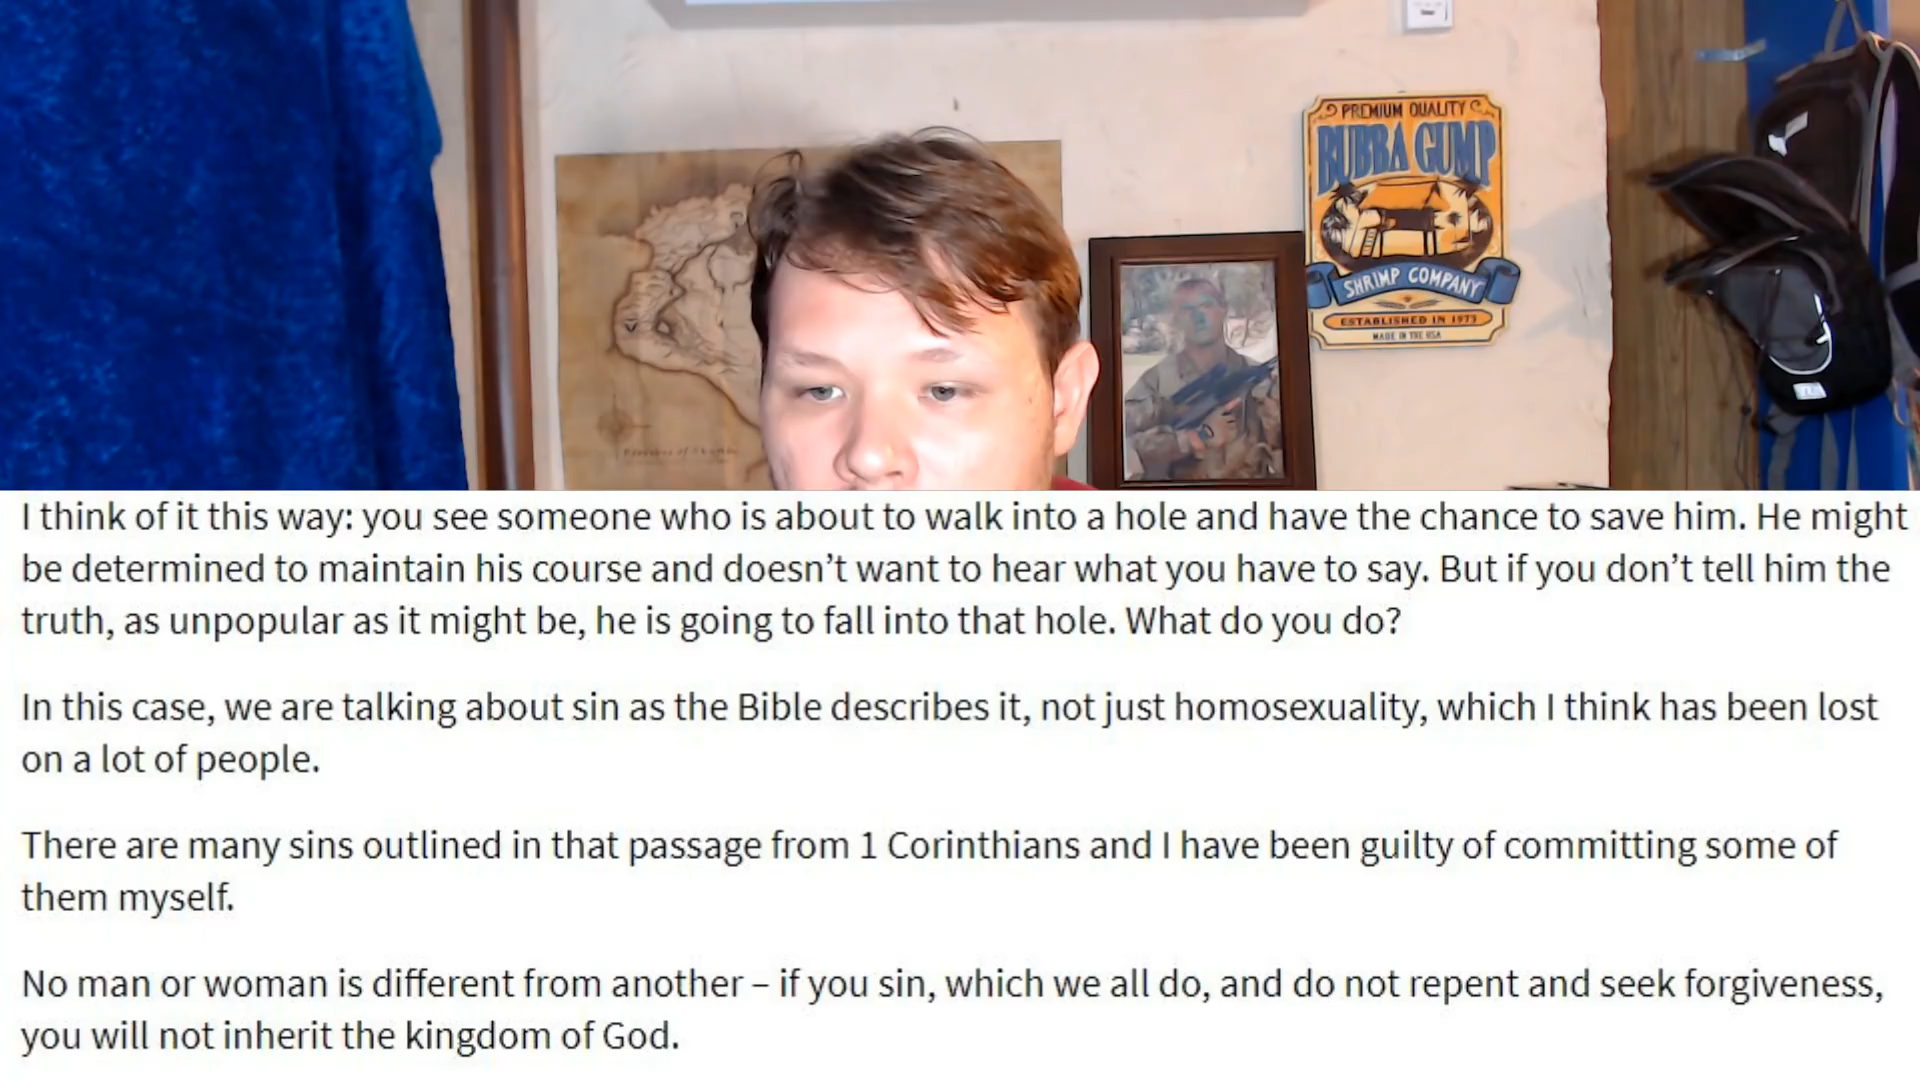 PREMIUM QUALITY
BUBBA GUMP
SHRIMP COMPANY
ESTABLISHED IN 1973
MADE IN THE USA
I think of it this way: you see someone who is about to walk into a hole and have the chance to save him. He might
be determined to maintain his course and doesn’t want to hear what you have to say. But if you don’t tell him the
truth, as unpopular as it might be, he is going to fall into that hole. What do you do?
In this case, we are talking about sin as the Bible describes it, not just homosexuality, which I think has been lost
on a lot of people.
There are many sins outlined in that passage from 1 Corinthians and I have been guilty of committing some of
them myself.
No man or woman is different from another – if you sin, which we all do, and do not repent and seek forgiveness,
you will not inherit the kingdom of God.